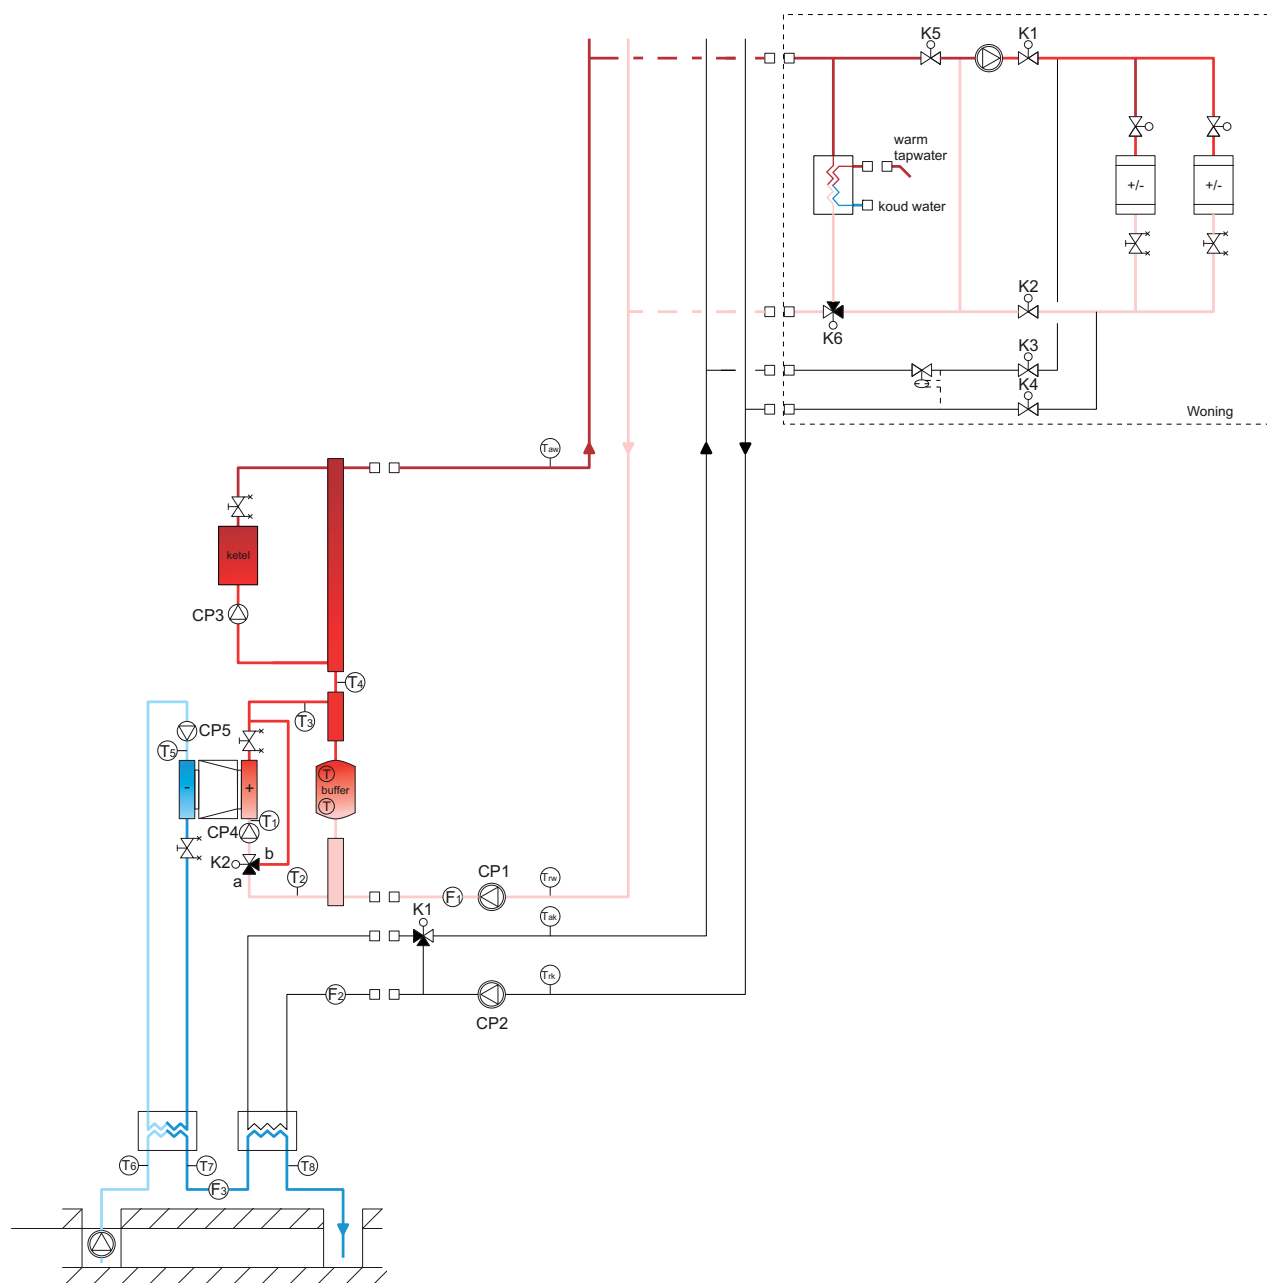 K5
K1
warm
tapwater
+/-
+/-
koud water
K2
K6
K3
K4
Woning
Taw
ketel
CP3
T4
T3
CP5
T5
T
buffer
T
-
+
T1
CP4
b
K2
a
T2
CP1
F1
Trw
K1
Tak
F2
Trk
CP2
T6
T7
T8
F3